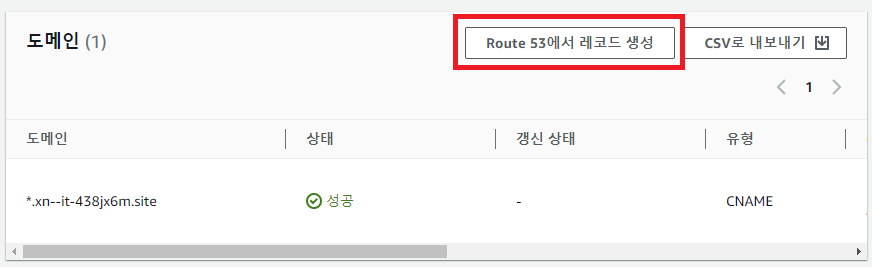 도메인 (1)
Route 53에서 레코드 생성
CSV로 내보내기
1
도메인 상태 갱신 상태 유형
*.xn--it-438jx6m.site 성공 - CNAME